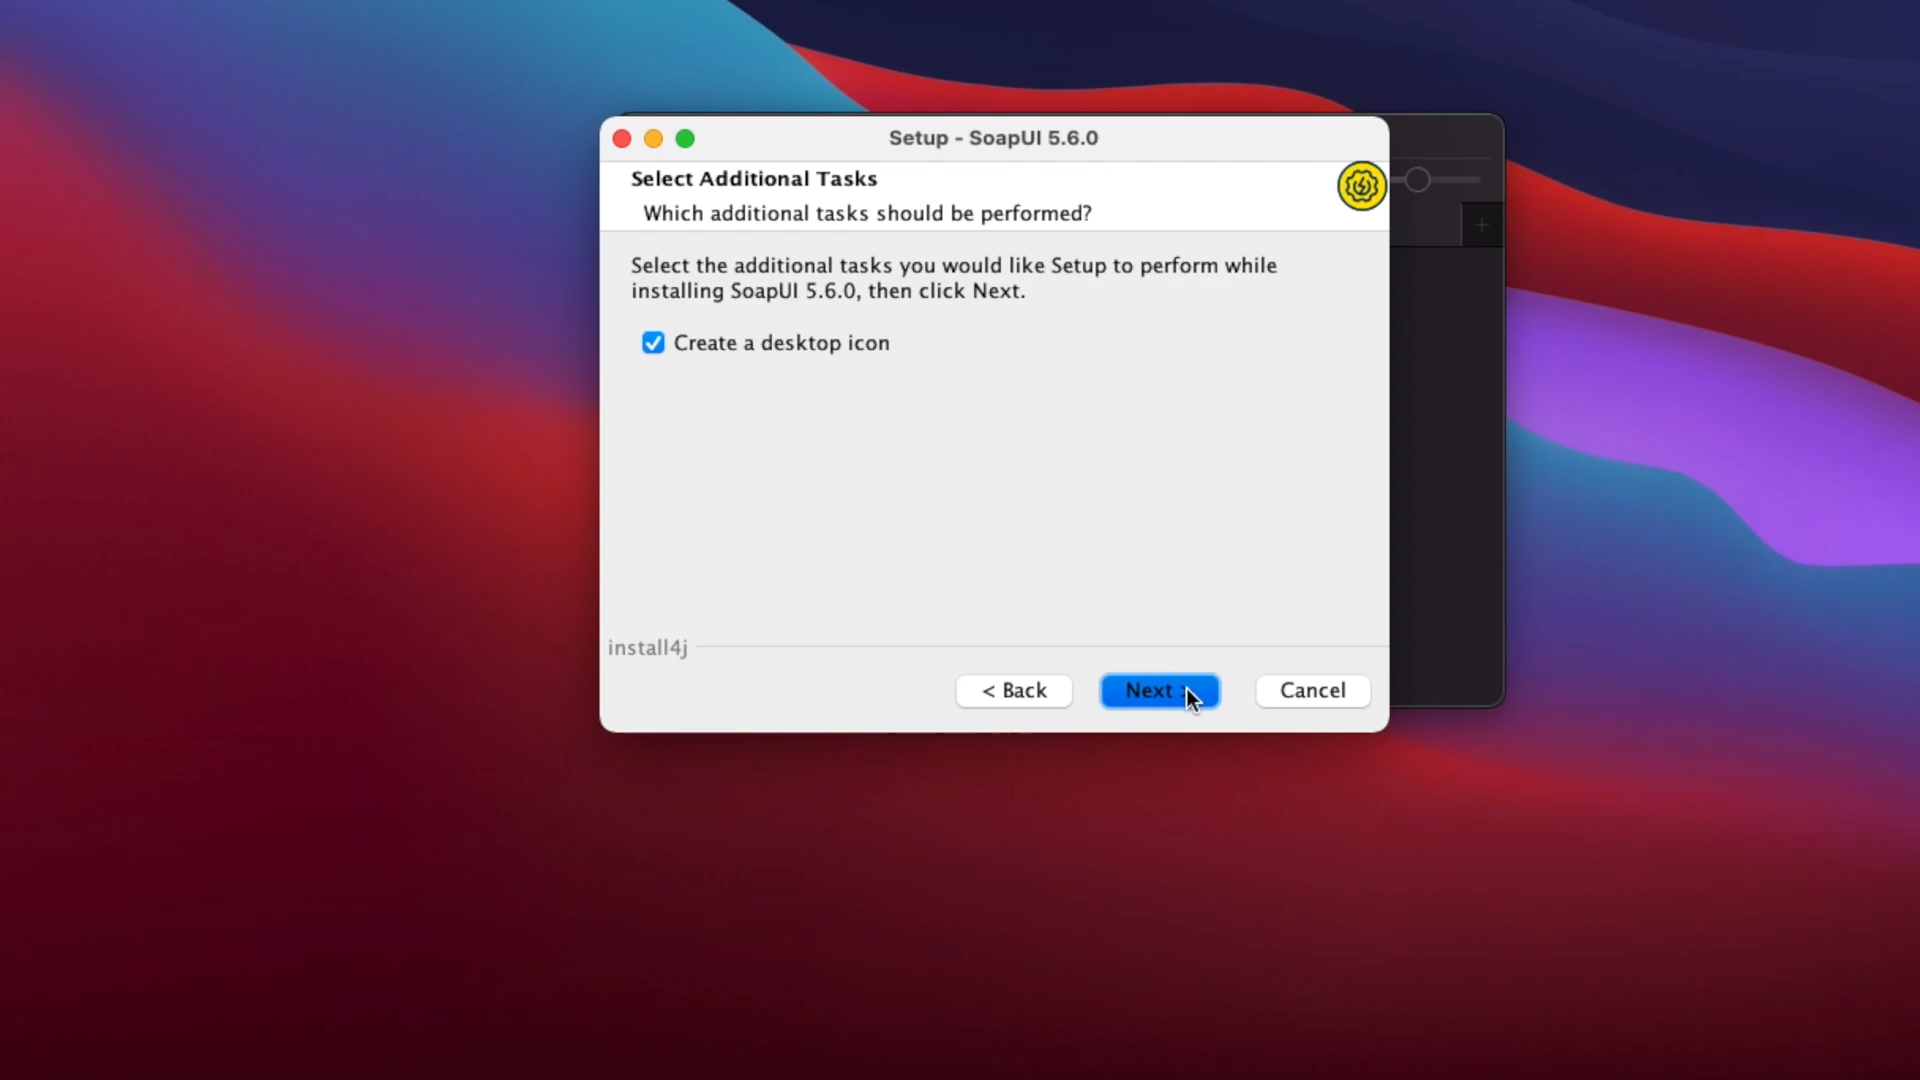 Setup - SoapUI 5.6.0
Select Additional Tasks
Which additional tasks should be performed?
Select the additional tasks you would like Setup to perform while
installing SoapUI 5.6.0, then click Next.
Create a desktop icon
install4j
< Back
Next >
Cancel